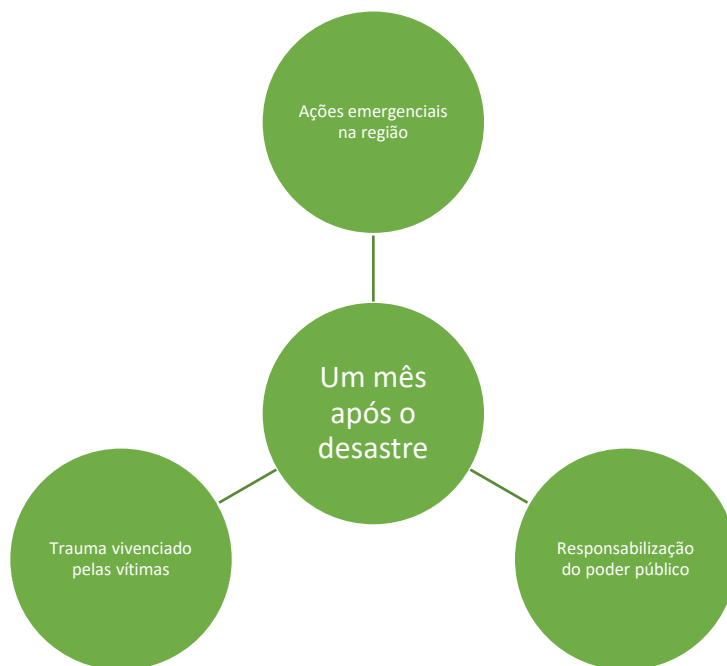 Ações emergenciais
na região
Um mês
após o
desastre
Trauma vivenciado
pelas vítimas
Responsabilização
do poder público